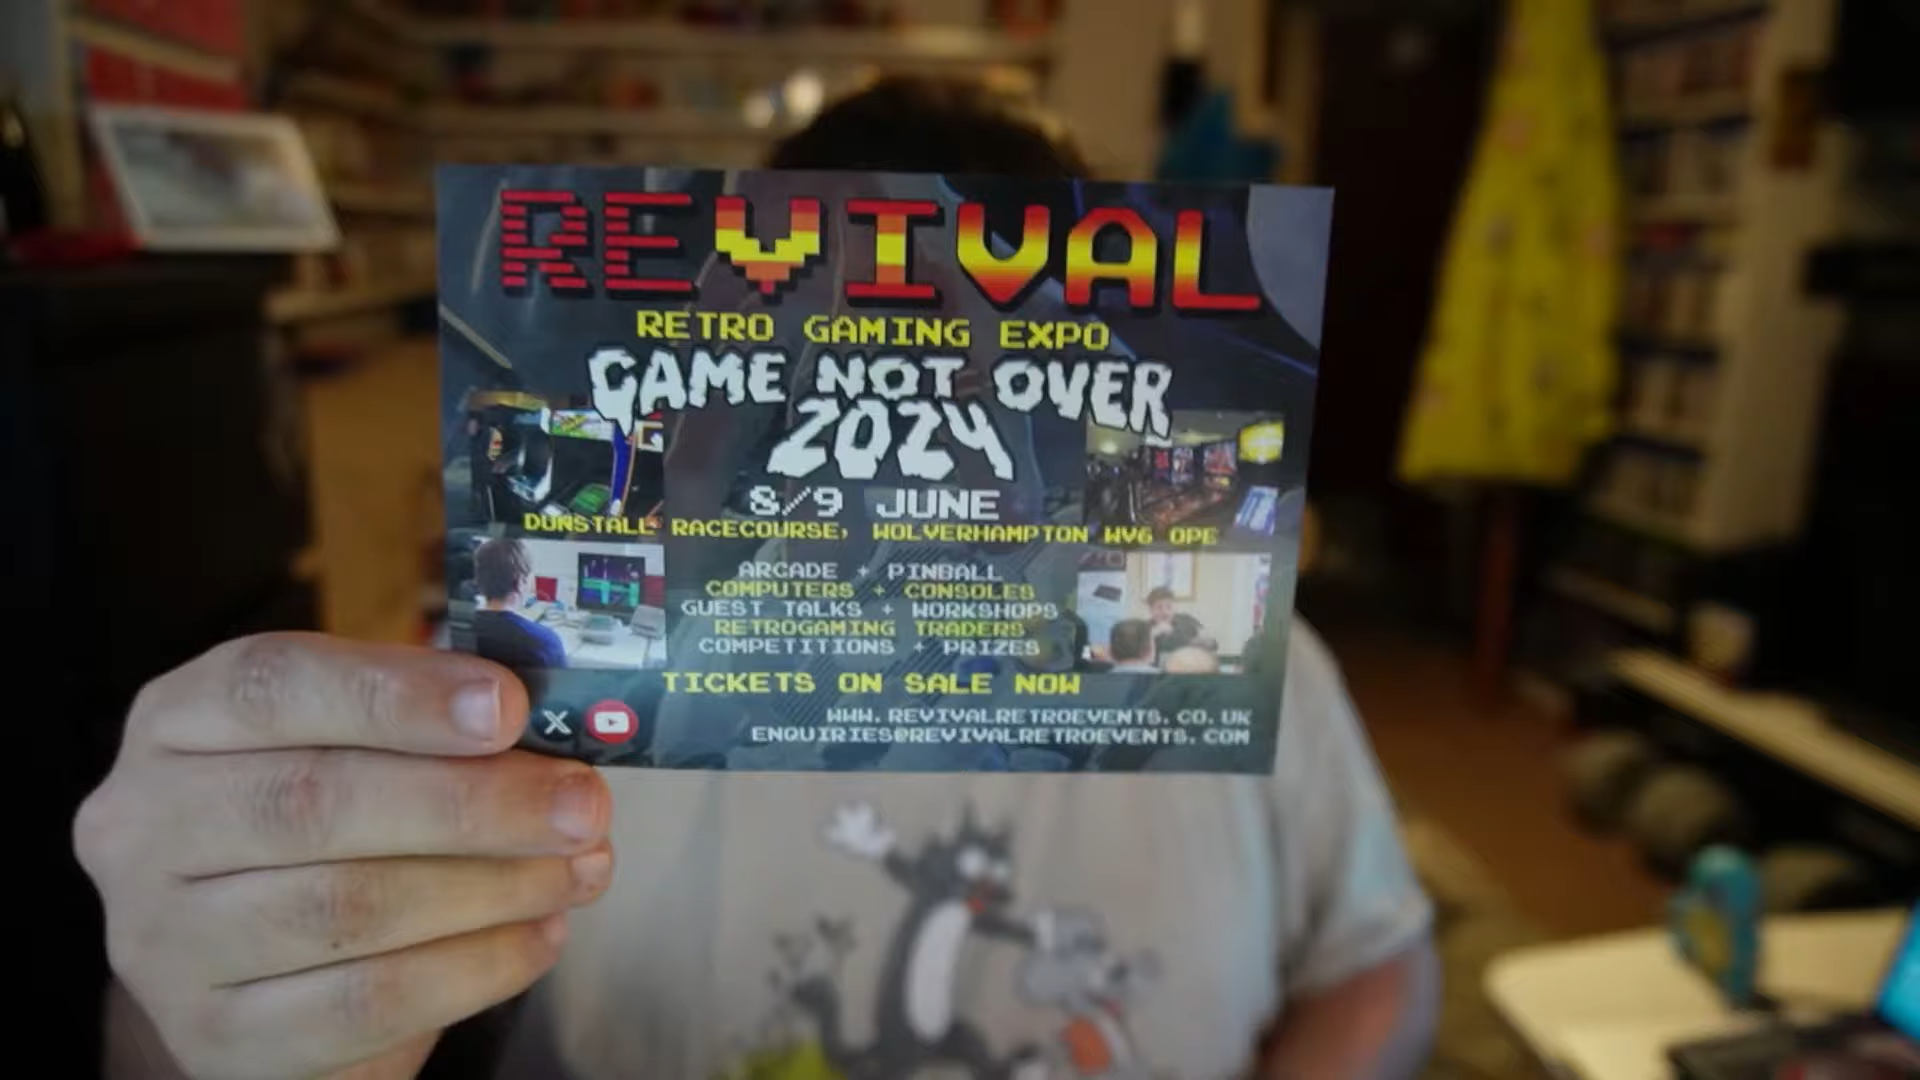 REVIVAL
RETRO GAMING EXPO
GAME NOT OVER
2024
8/9 JUNE
DUNSTALL RACECOURSE, WOLVERHAMPTON WV6 0PE
ARCADE + PINBALL
COMPUTERS + CONSOLES
GUEST TALKS + WORKSHOPS
RETROGAMING TRADERS
COMPETITIONS + PRIZES
TICKETS ON SALE NOW
WWW.REVIVALRETROEVENTS.CO.UK
ENQUIRIES@REVIVALRETROEVENTS.COM